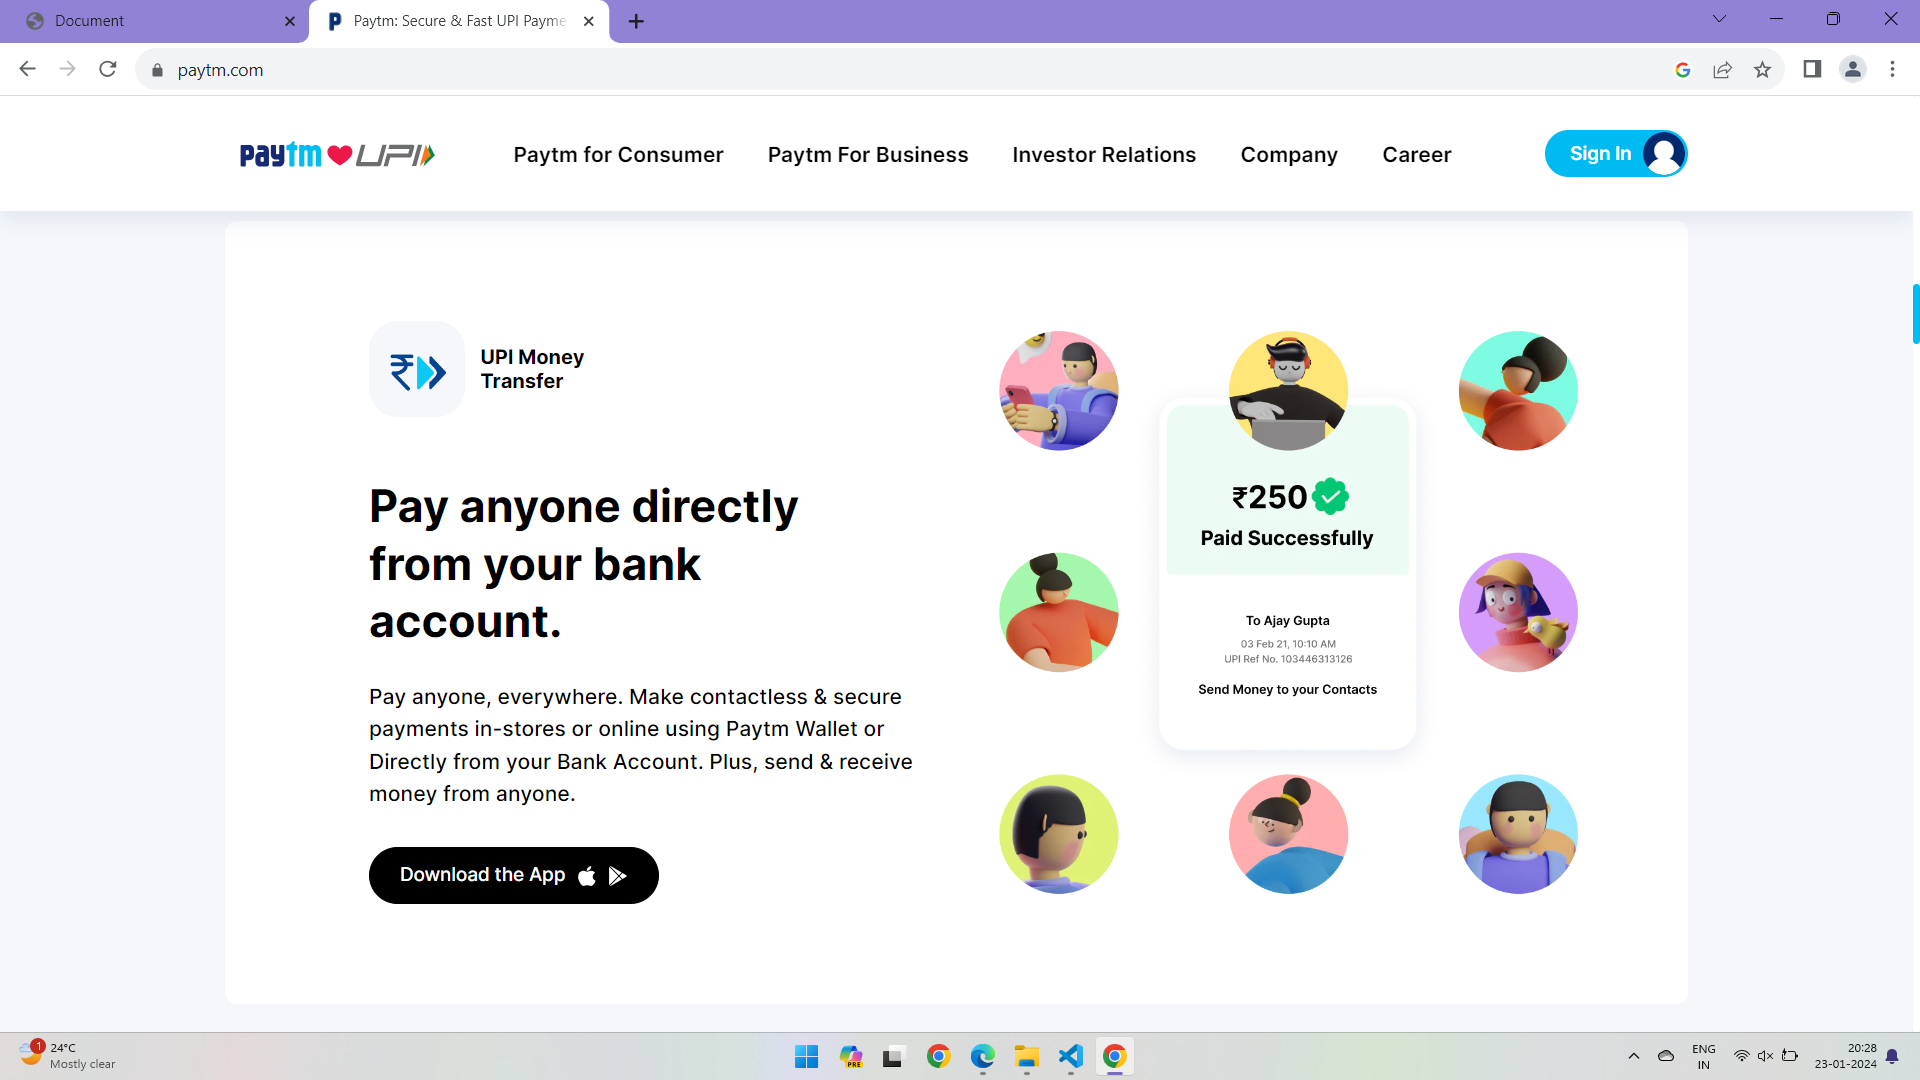 Document
Paytm: Secure & Fast UPI Payme
paytm.com
paytm UPI
Paytm for Consumer
Paytm For Business
Investor Relations
Company
Career
Sign In
UPI Money
Transfer
Pay anyone directly
from your bank
account.
Pay anyone, everywhere. Make contactless & secure
payments in-stores or online using Paytm Wallet or
Directly from your Bank Account. Plus, send & receive
money from anyone.
Download the App
₹250
Paid Successfully
To Ajay Gupta
03 Feb 21, 10:10 AM
UPI Ref No. 103446313126
Send Money to your Contacts
1
24°C
Mostly clear
PRE
ENG
IN
20:28
23-01-2024